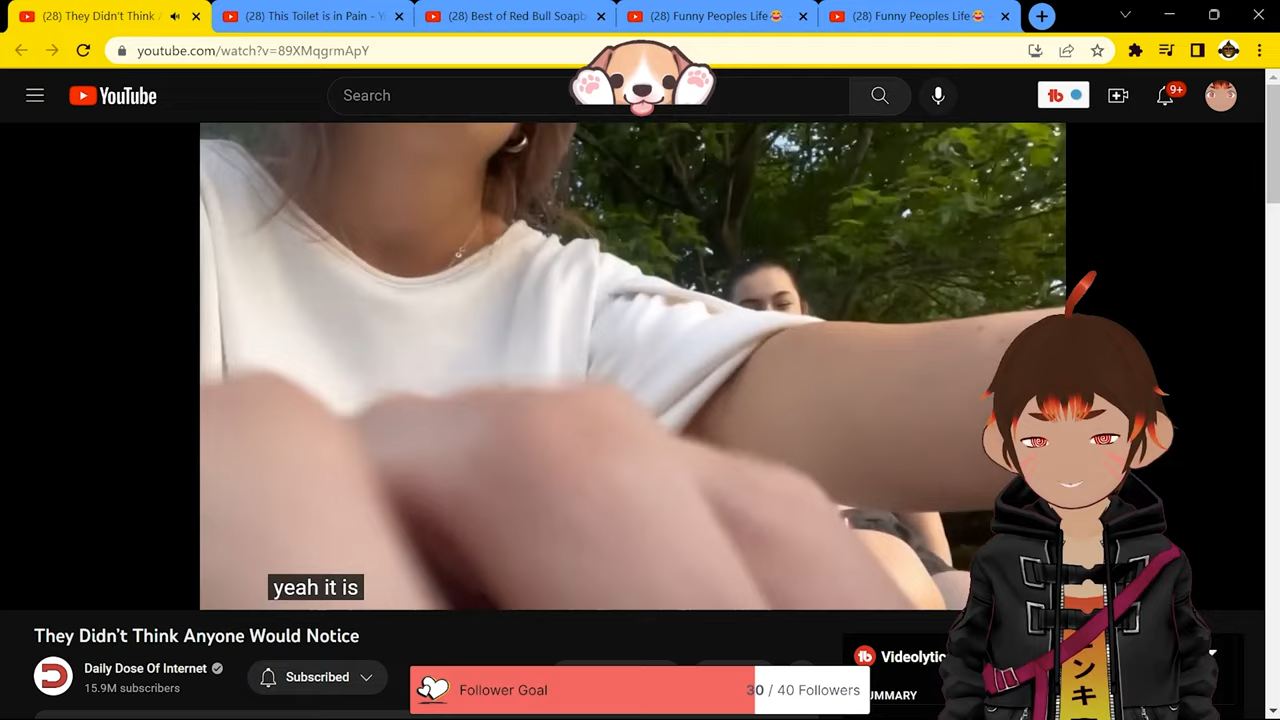 (28) They Didn't Think
(28) This Toilet is in Pain - Y
(28) Best of Red Bull Soapb
(28) Funny Peoples Life😂
(28) Funny Peoples Life😂
youtube.com/watch?v=89XMqgrmApY
YouTube
Search
tb
9+
yeah it is
They Didn't Think Anyone Would Notice
Daily Dose Of Internet
15.9M subscribers
Subscribed
Follower Goal
30 / 40 Followers
tb
UMMARY
ンキ